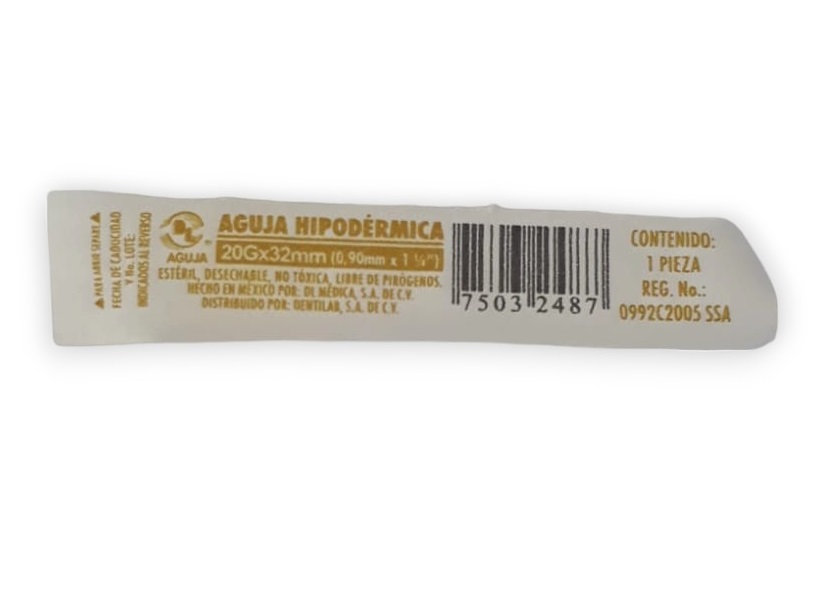 ▲ PARA ABRIR SEPARE ▲
FECHA DE CADUCIDAD
Y No. LOTE:
INDICADOS AL REVERSO
DL
AGUJA
AGUJA HIPODÉRMICA
20Gx32mm (0,90mm x 1 ¼")
ESTÉRIL, DESECHABLE, NO TÓXICA, LIBRE DE PIRÓGENOS.
HECHO EN MÉXICO POR: DL MÉDICA, S.A. DE C.V.
DISTRIBUIDO POR: DENTILAB, S.A. DE C.V.
7503 2487
CONTENIDO:
1 PIEZA
REG. No.:
0992C2005 SSA